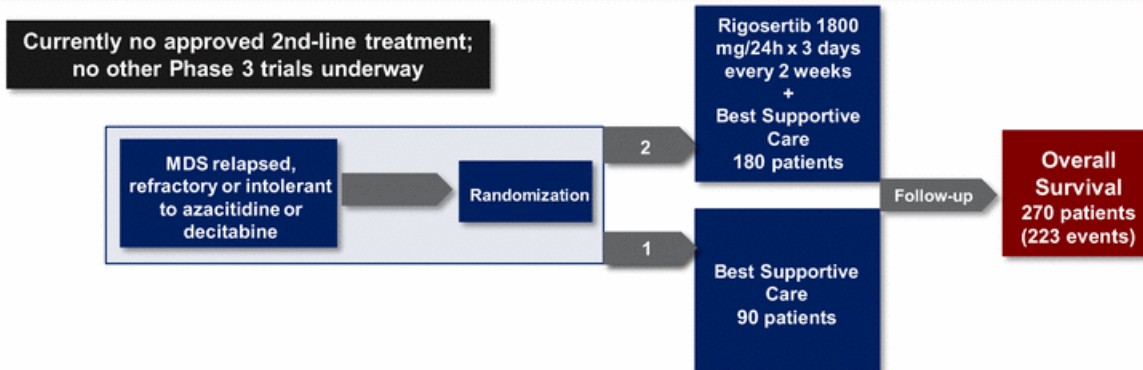 Currently no approved 2nd-line treatment;
no other Phase 3 trials underway
MDS relapsed,
refractory or intolerant
to azacitidine or
decitabine
Randomization
2
1
Rigosertib 1800
mg/24h x 3 days
every 2 weeks
+
Best Supportive
Care
180 patients
Best Supportive
Care
90 patients
Follow-up
Overall
Survival
270 patients
(223 events)